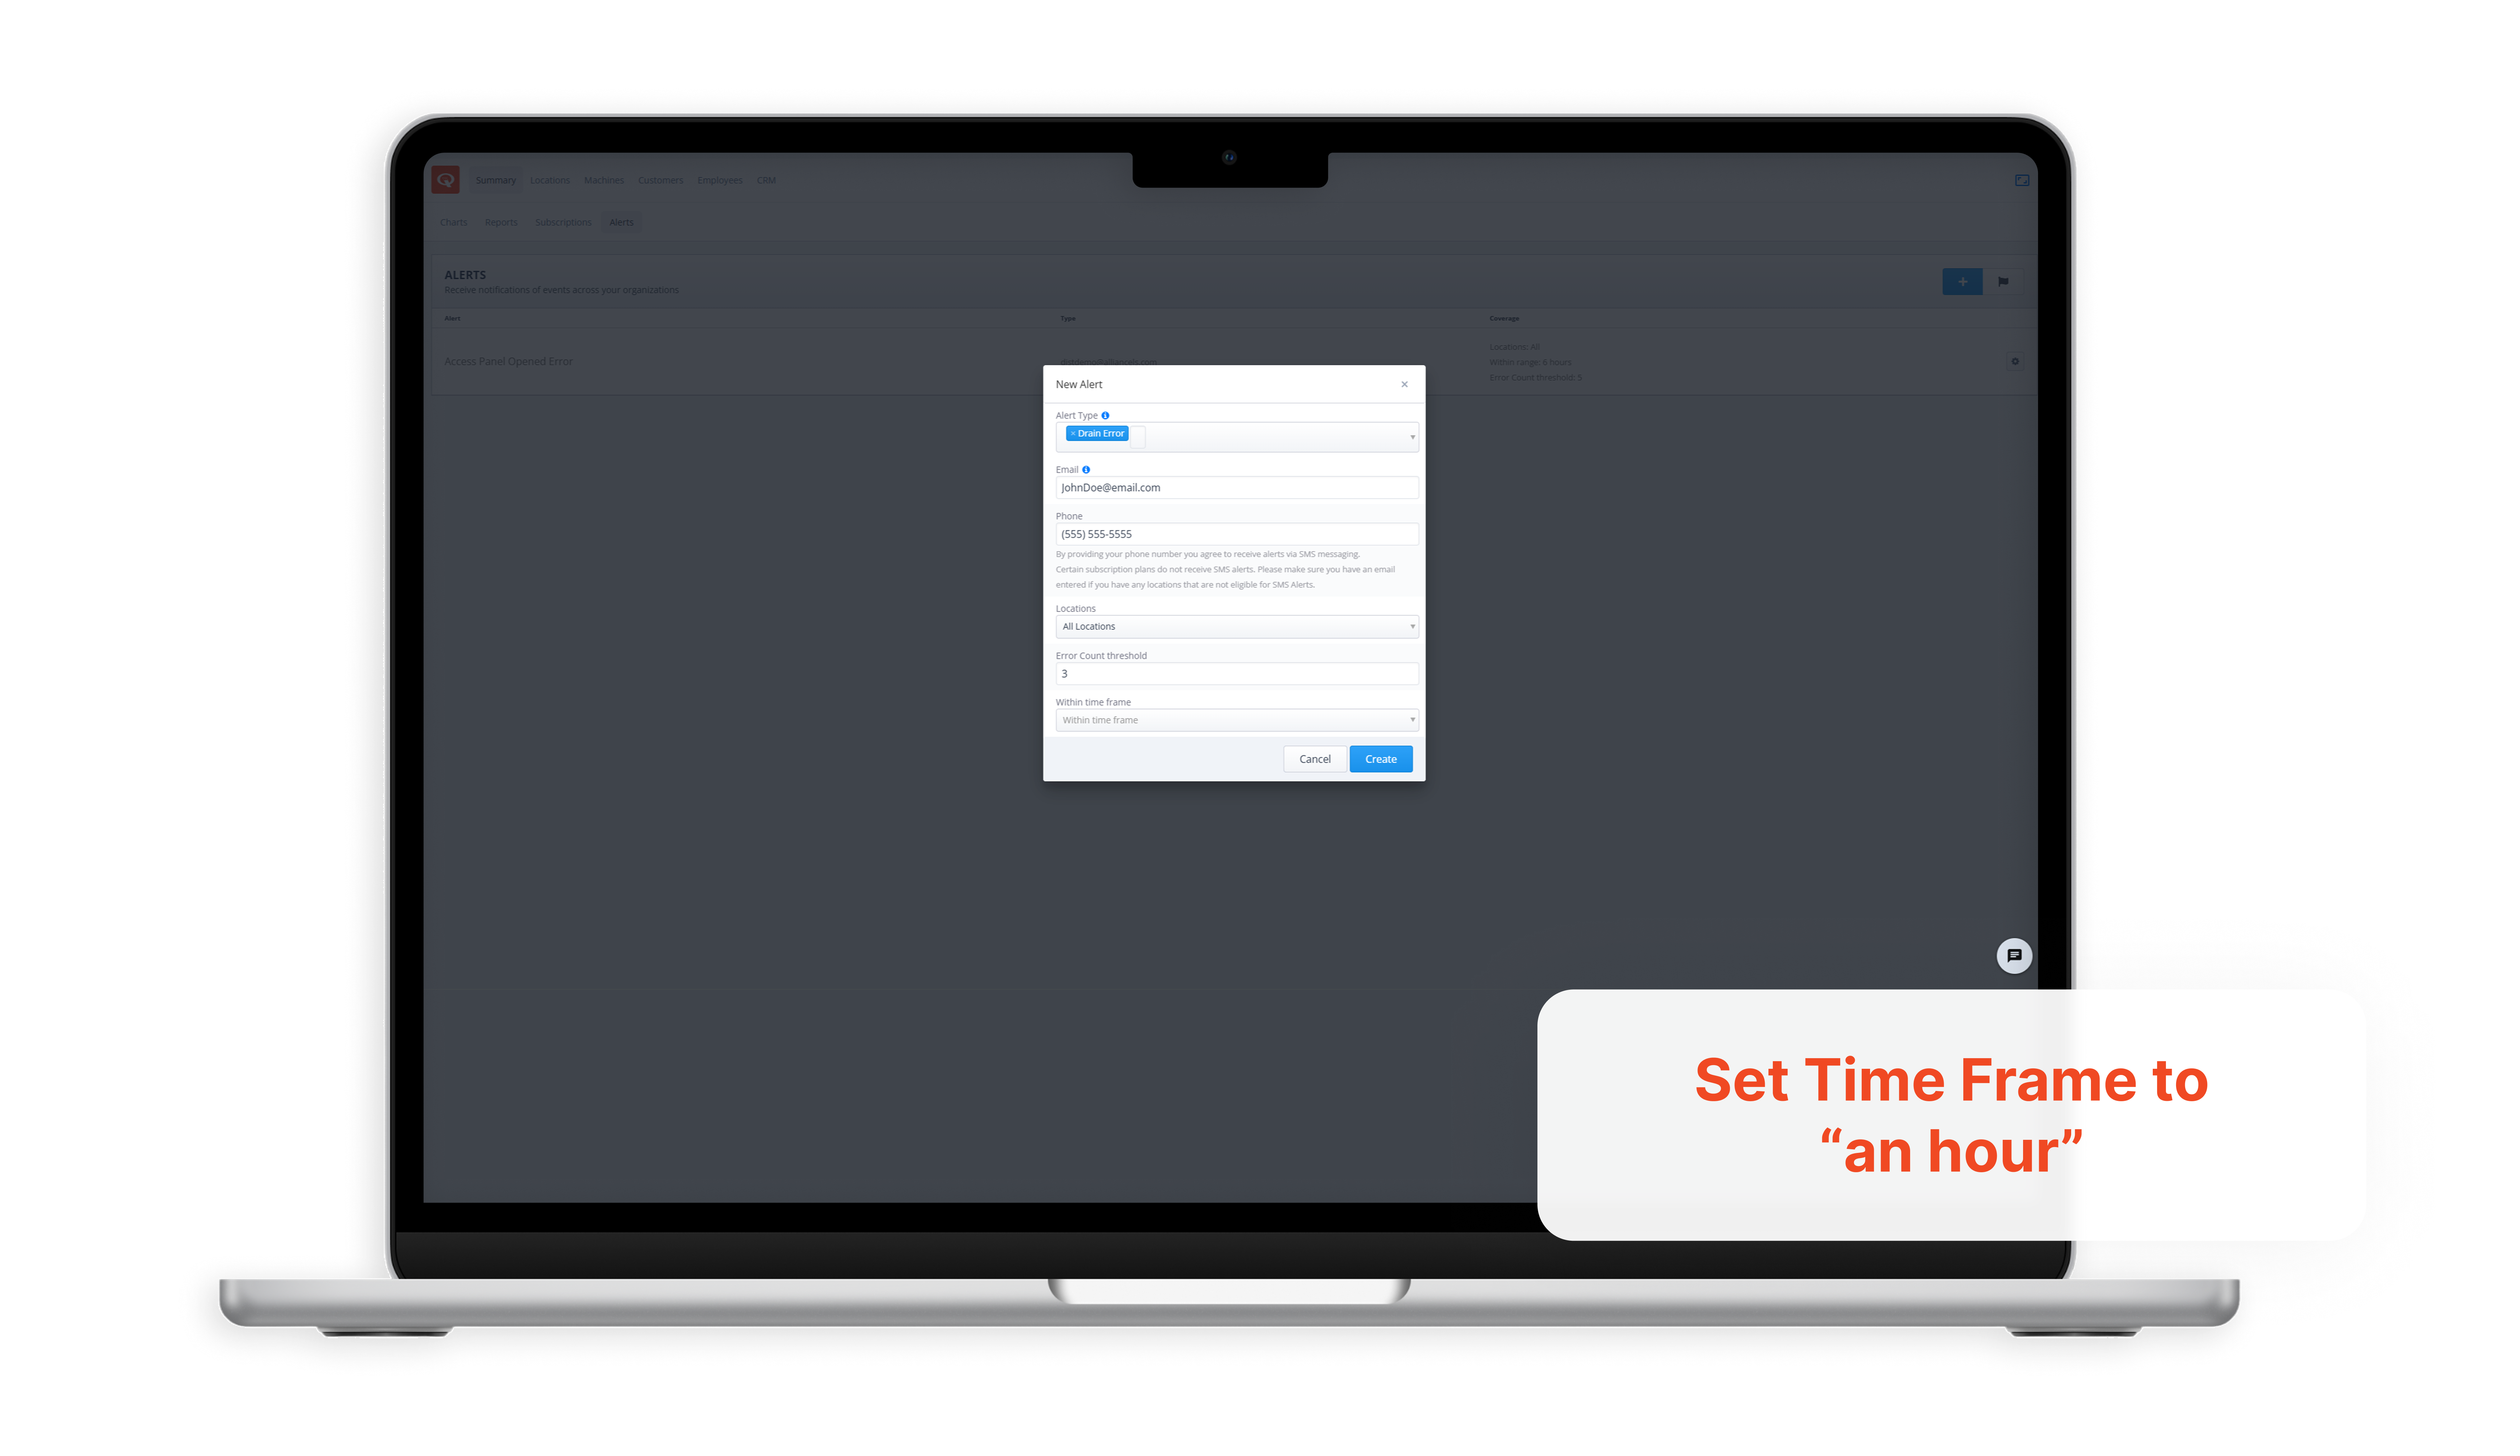 Summary Locations Machines Customers Employees CRM
Charts Reports Subscriptions Alerts
ALERTS
Receive notifications of events across your organizations
Alert Type Coverage
Access Panel Opened Error
Locations: All
Within range: 6 hours
Error Count threshold: 5
New Alert ×
Alert Type
× Drain Error
Email
JohnDoe@email.com
Phone
(555) 555-5555
By providing your phone number you agree to receive alerts via SMS messaging.
Certain subscription plans do not receive SMS alerts. Please make sure you have an email
entered if you have any locations that are not eligible for SMS Alerts.
Locations
All Locations
Error Count threshold
3
Within time frame
Within time frame
Cancel Create
Set Time Frame to
“an hour”